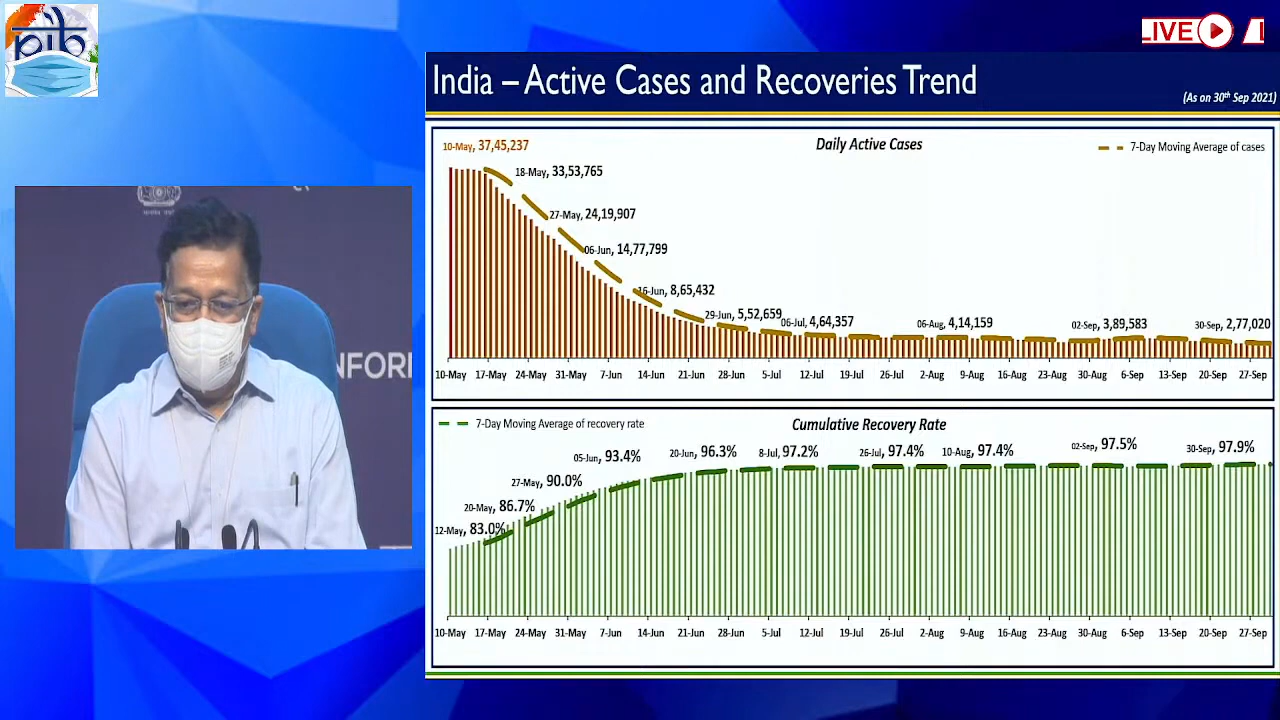 pib
LIVE
India – Active Cases and Recoveries Trend
(As on 30th Sep 2021)
Daily Active Cases
7-Day Moving Average of cases
10-May, 37,45,237
18-May, 33,53,765
27-May, 24,19,907
06-Jun, 14,77,799
16-Jun, 8,65,432
29-Jun, 5,52,659
06-Jul, 4,64,357
06-Aug, 4,14,159
02-Sep, 3,89,583
30-Sep, 2,77,020
10-May 17-May 24-May 31-May 7-Jun 14-Jun 21-Jun 28-Jun 5-Jul 12-Jul 19-Jul 26-Jul 2-Aug 9-Aug 16-Aug 23-Aug 30-Aug 6-Sep 13-Sep 20-Sep 27-Sep
NFOR
7-Day Moving Average of recovery rate
Cumulative Recovery Rate
12-May, 83.0%
20-May, 86.7%
27-May, 90.0%
05-Jun, 93.4%
20-Jun, 96.3%
8-Jul, 97.2%
26-Jul, 97.4%
10-Aug, 97.4%
02-Sep, 97.5%
30-Sep, 97.9%
10-May 17-May 24-May 31-May 7-Jun 14-Jun 21-Jun 28-Jun 5-Jul 12-Jul 19-Jul 26-Jul 2-Aug 9-Aug 16-Aug 23-Aug 30-Aug 6-Sep 13-Sep 20-Sep 27-Sep